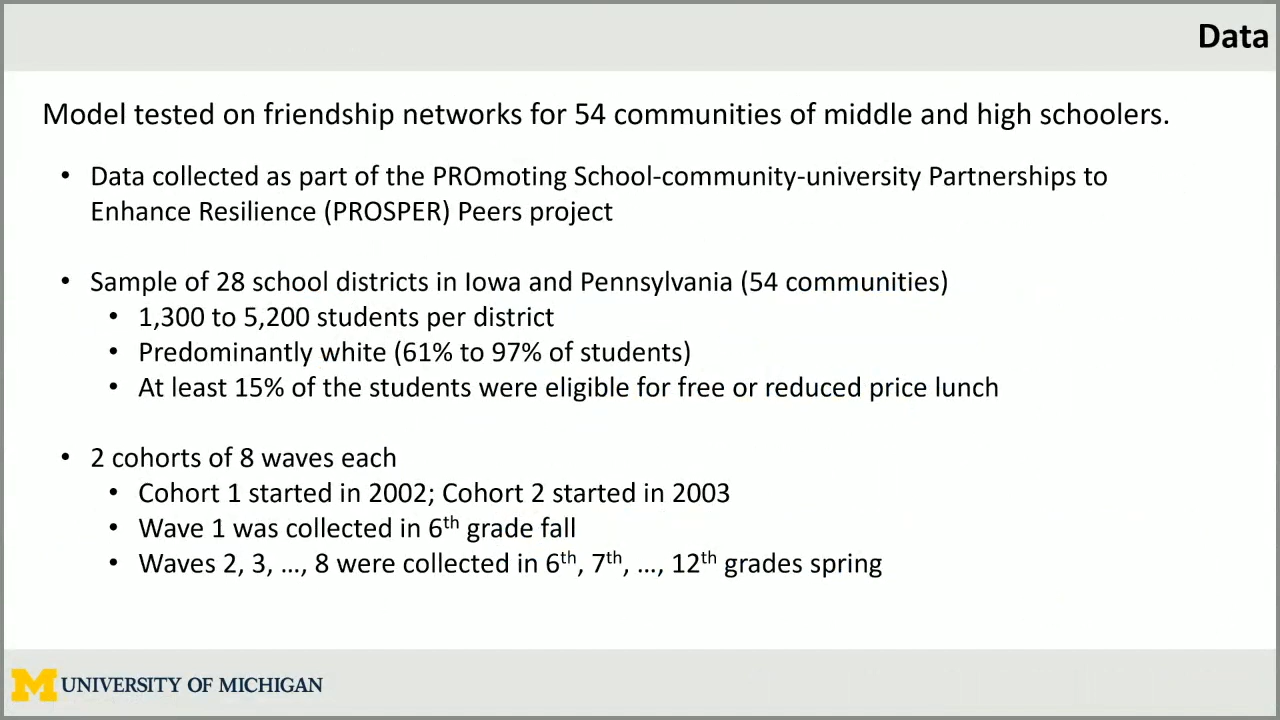 Data
Model tested on friendship networks for 54 communities of middle and high schoolers.
• Data collected as part of the PROmoting School-community-university Partnerships to
Enhance Resilience (PROSPER) Peers project
• Sample of 28 school districts in Iowa and Pennsylvania (54 communities)
• 1,300 to 5,200 students per district
• Predominantly white (61% to 97% of students)
• At least 15% of the students were eligible for free or reduced price lunch
• 2 cohorts of 8 waves each
• Cohort 1 started in 2002; Cohort 2 started in 2003
• Wave 1 was collected in 6th grade fall
• Waves 2, 3, ..., 8 were collected in 6th, 7th, ..., 12th grades spring
M UNIVERSITY OF MICHIGAN